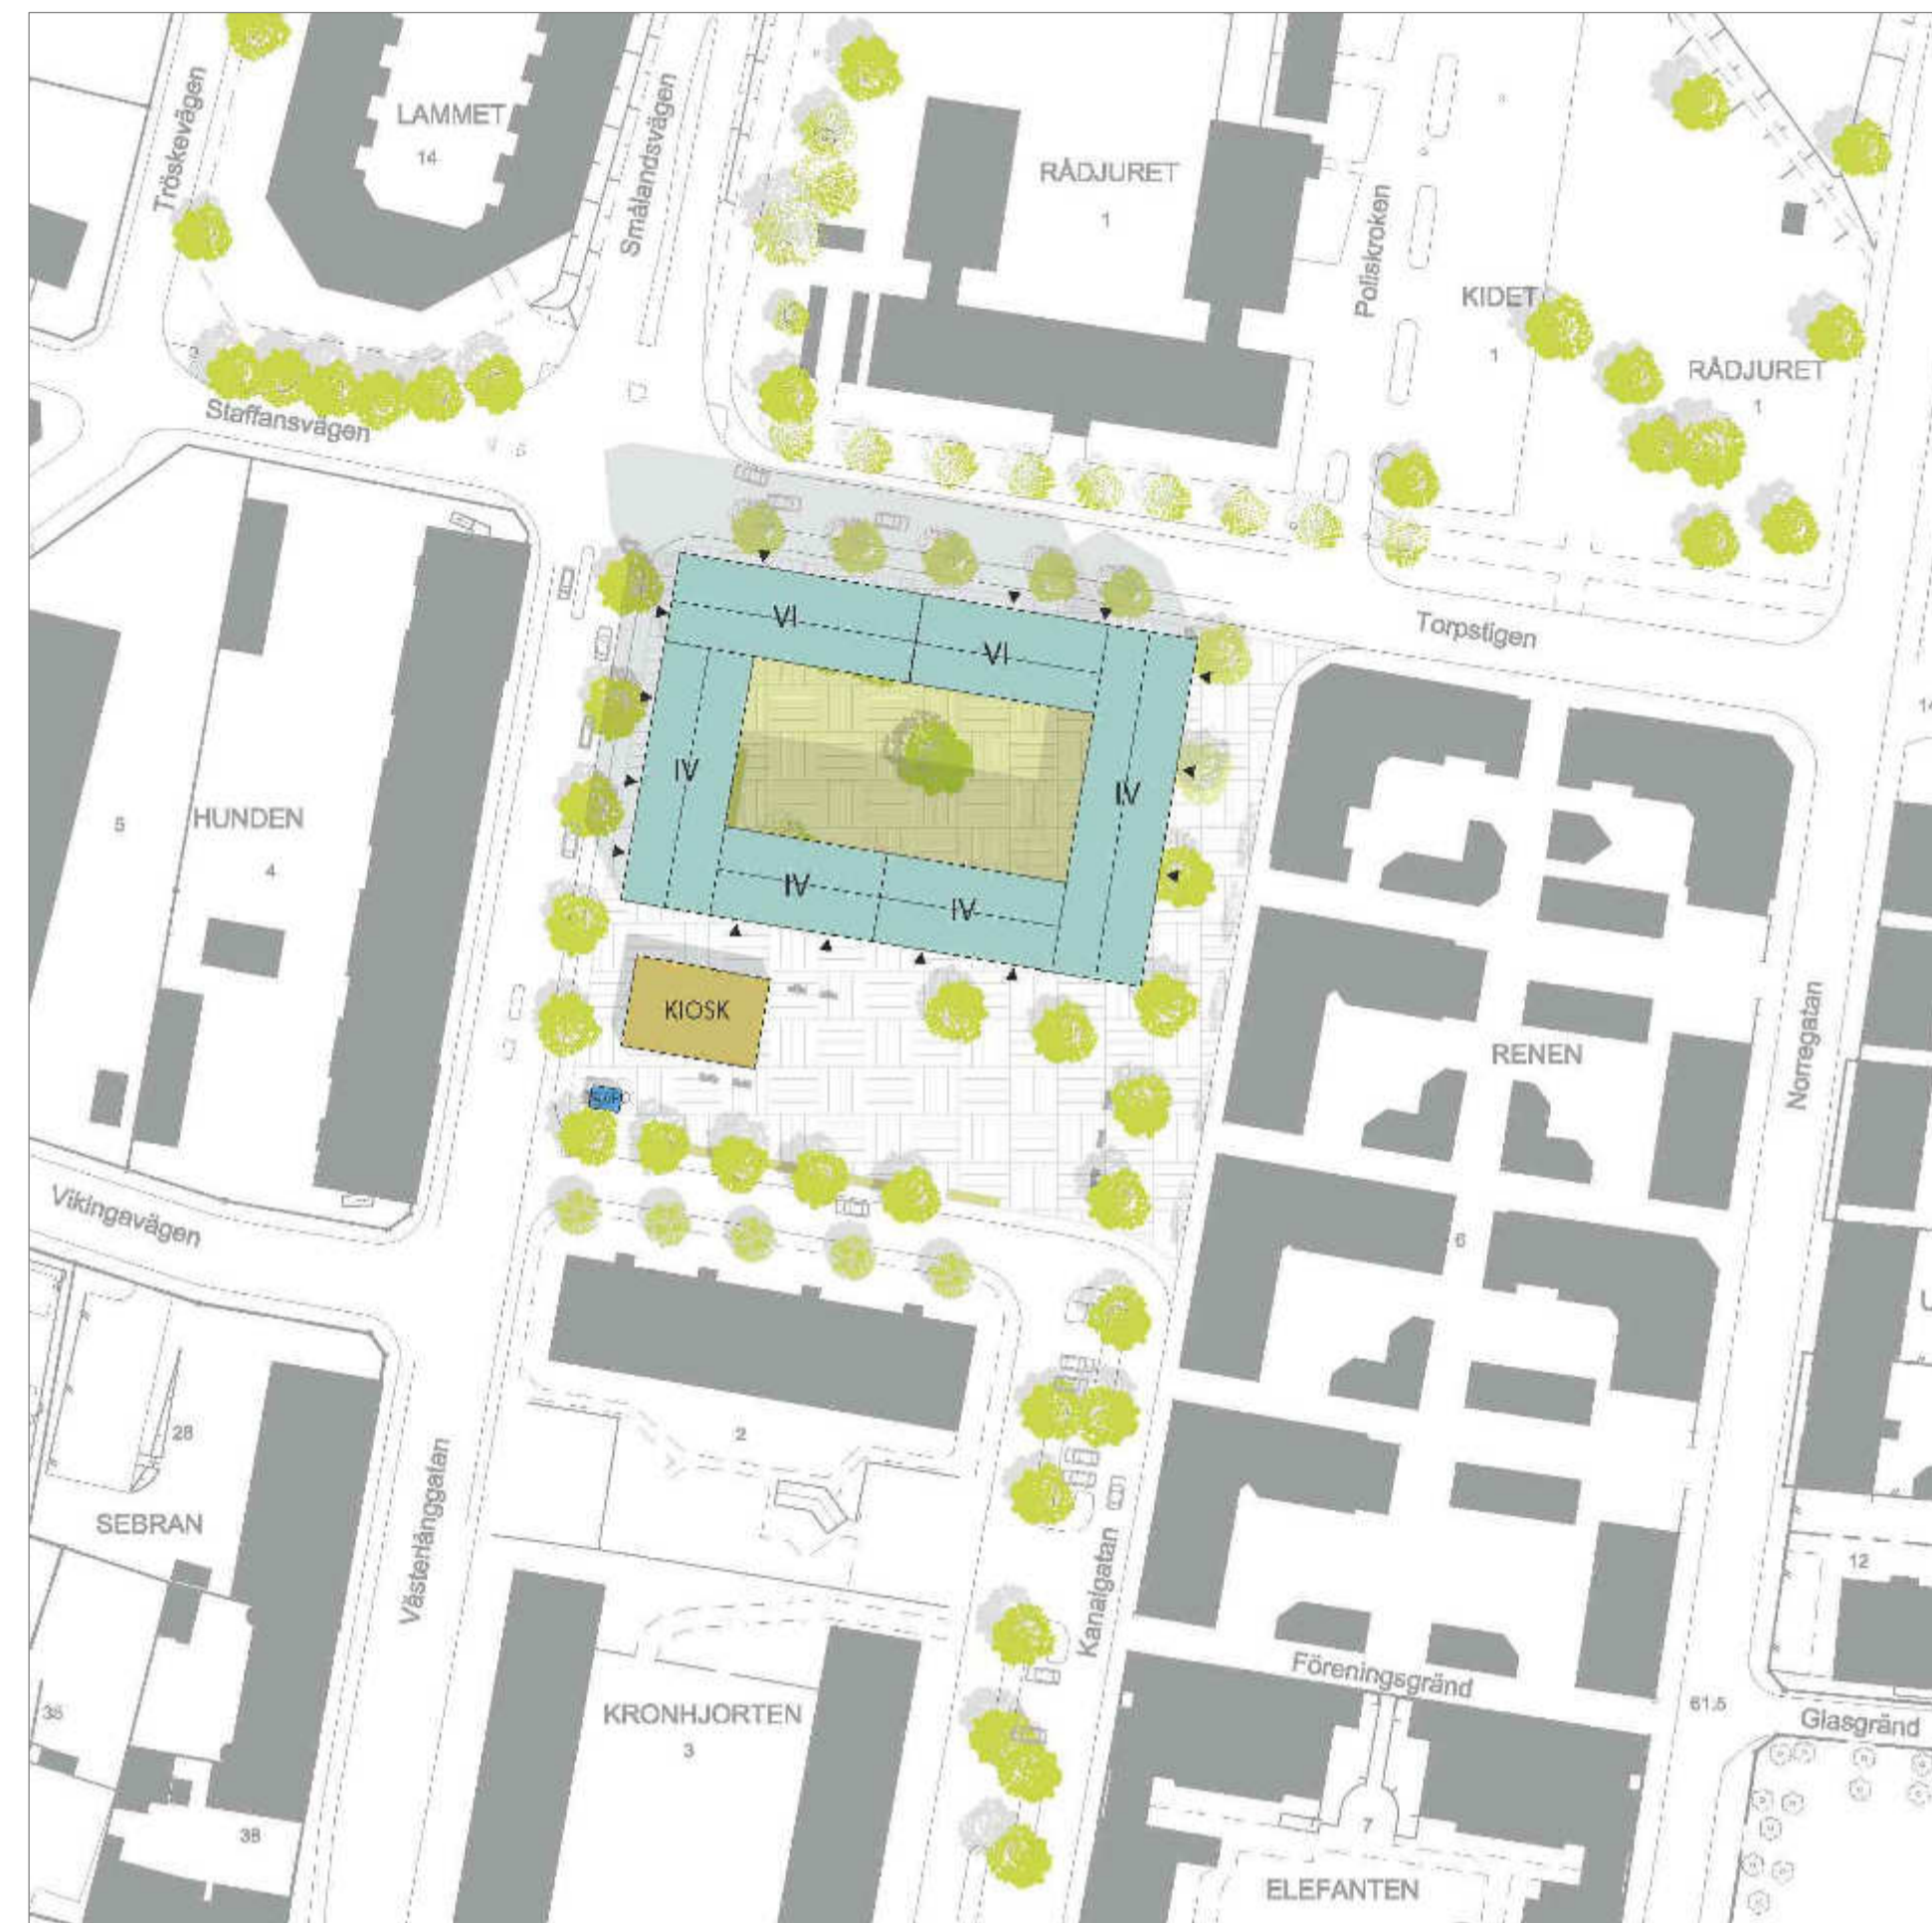 Tröskevägen
LAMMET
14
Smålandsvägen
RÅDJURET
1
Poliskroken
KIDET
1
RÅDJURET
1
Staffansvägen
Torpstigen
VI
VI
IV
IV
IV
IV
HUNDEN
4
5
KIOSK
RENEN
6
Norregatan
Vikingavägen
2
28
SEBRAN
Västerlånggatan
Kanalgatan
12
KRONHJORTEN
3
Föreningsgränd
61.5
Glasgränd
38
7
ELEFANTEN